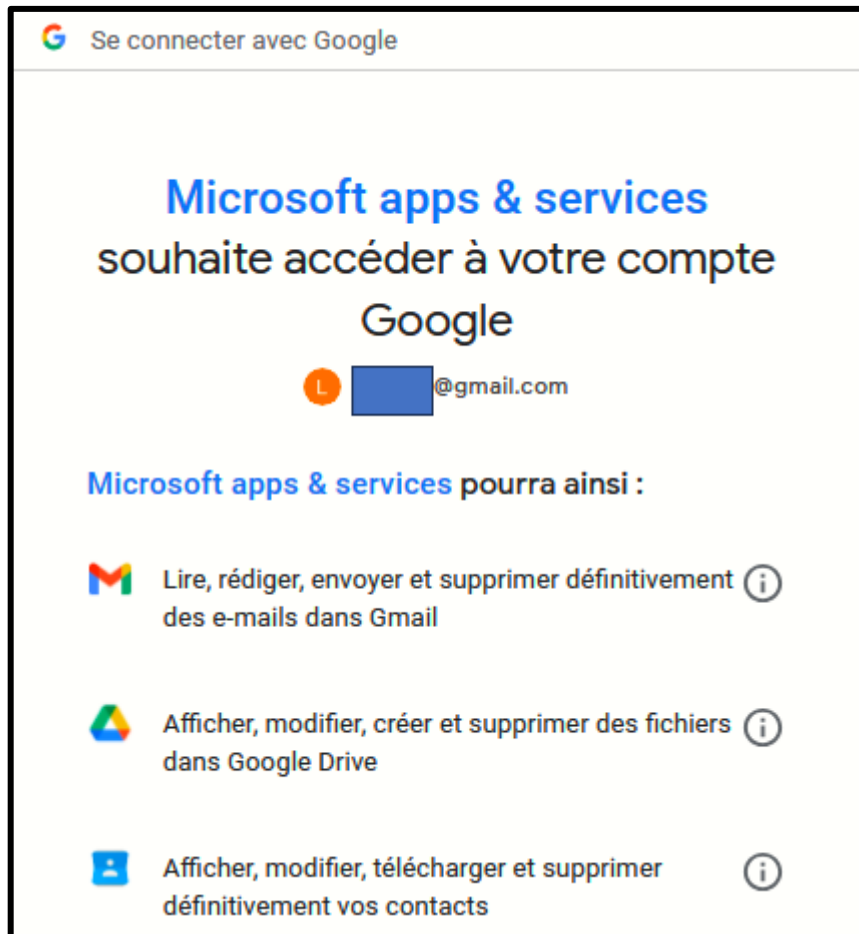 Se connecter avec Google
Microsoft apps & services
souhaite accéder à votre compte
Google
L @gmail.com
Microsoft apps & services pourra ainsi :
Lire, rédiger, envoyer et supprimer définitivement
des e-mails dans Gmail
Afficher, modifier, créer et supprimer des fichiers
dans Google Drive
Afficher, modifier, télécharger et supprimer
définitivement vos contacts